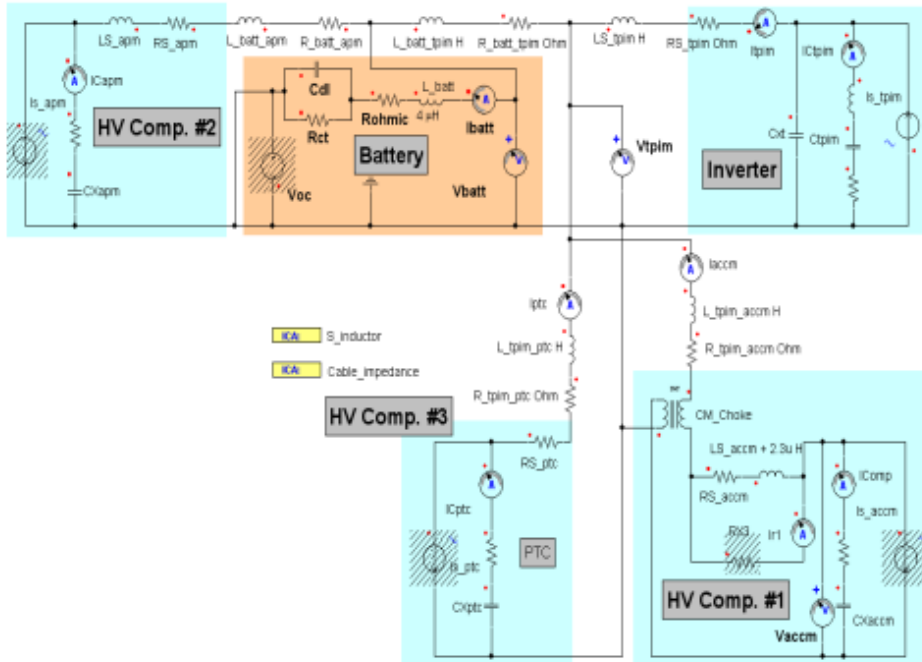 LS_apm
RS_apm
L_batt_apm
R_batt_apm
L_batt_tpim H
R_batt_tpim Ohm
LS_tpim H
RS_tpim Ohm
Itpim
ICtpim
ICapm
Is_apm
HV Comp. #2
CXapm
Cdl
Rct
Rohmic
L_batt
4 µH
Ibatt
Battery
Voc
Vbatt
Vtpim
Inverter
Cxt
Ctpim
Is_tpim
Iptc
Iaccm
L_tpim_ptc H
L_tpim_accm H
R_tpim_ptc Ohm
R_tpim_accm Ohm
ICA:
S_inductor
ICA:
Cable_impedance
HV Comp. #3
CM_Choke
RS_ptc
LS_accm + 2.3u H
RS_accm
ICptc
Is_ptc
PTC
CXptc
RX3
Ir1
IComp
Is_accm
HV Comp. #1
Vaccm
CXaccm